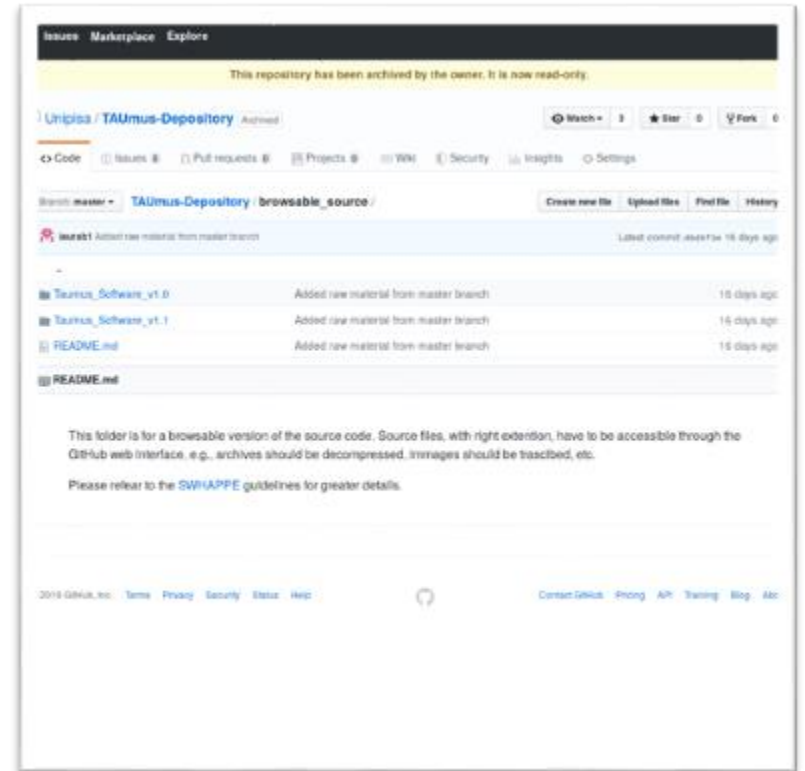 Issues Marketplace Explore
This repository has been archived by the owner. It is now read-only.
Unipisa / TAUmus-Depository Archived
Watch 3 Star 0 Fork 0
Code Issues 0 Pull requests 0 Projects 0 Wiki Security Insights Settings
Branch: master TAUmus-Depository / browsable_source /
Create new file Upload files Find file History
Added raw material from master branch
Latest commit 16 days ago
..
Taumus_Software_v1.0 Added raw material from master branch 16 days ago
Taumus_Software_v1.1 Added raw material from master branch 16 days ago
README.md Added raw material from master branch 16 days ago
README.md
This folder is for a browsable version of the source code. Source files, with right extention, have to be accessible through the
GitHub web interface, e.g., archives should be decompressed, immages should be trascibed, etc.
Please refear to the SWHAPPE guidelines for greater details.
2019 GitHub, Inc. Terms Privacy Security Status Help
Contact GitHub Pricing API Training Blog Abo